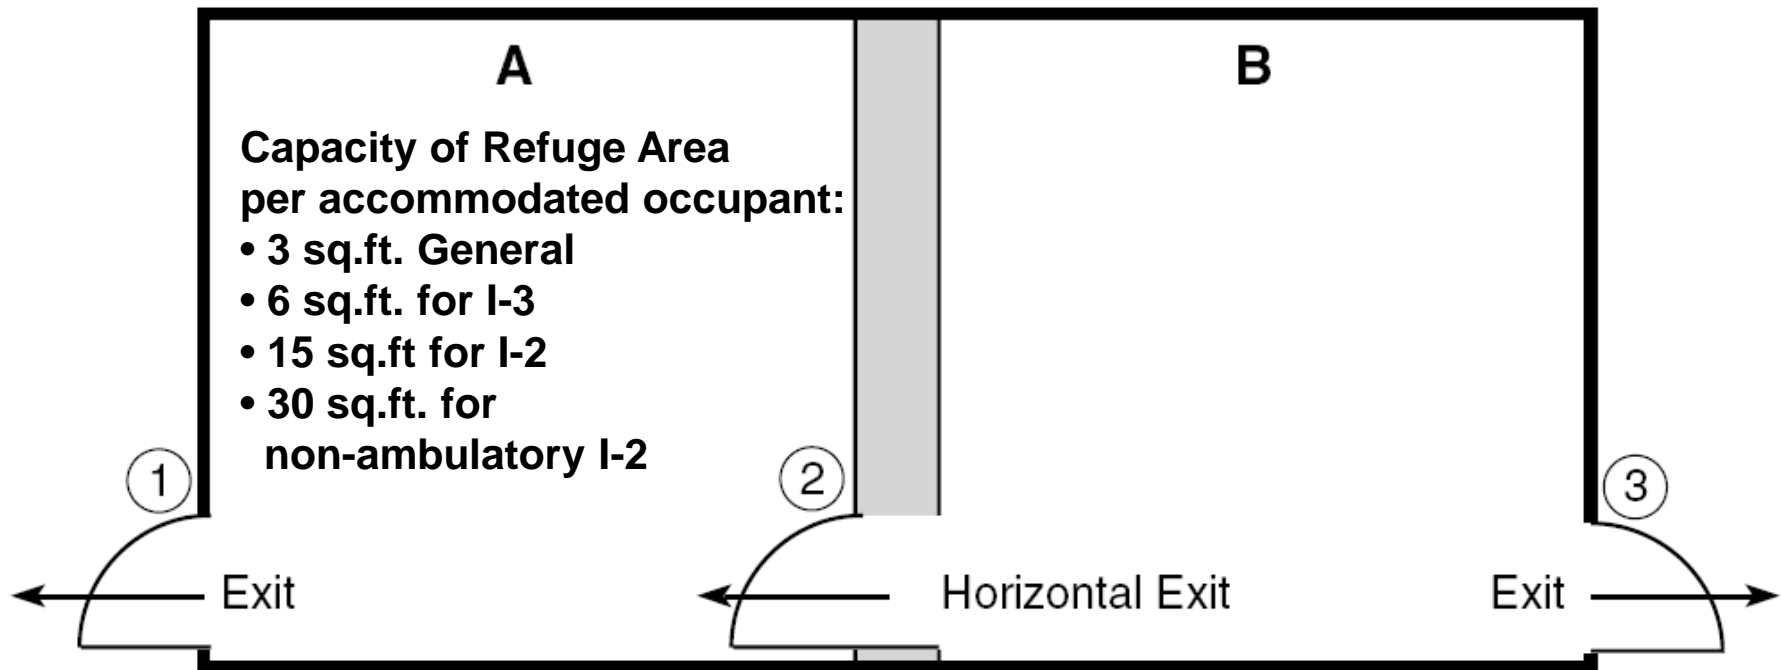 A
B
Capacity of Refuge Area
per accommodated occupant:
• 3 sq.ft. General
• 6 sq.ft. for I-3
• 15 sq.ft for I-2
• 30 sq.ft. for
non-ambulatory I-2
1
2
3
Exit
Horizontal Exit
Exit